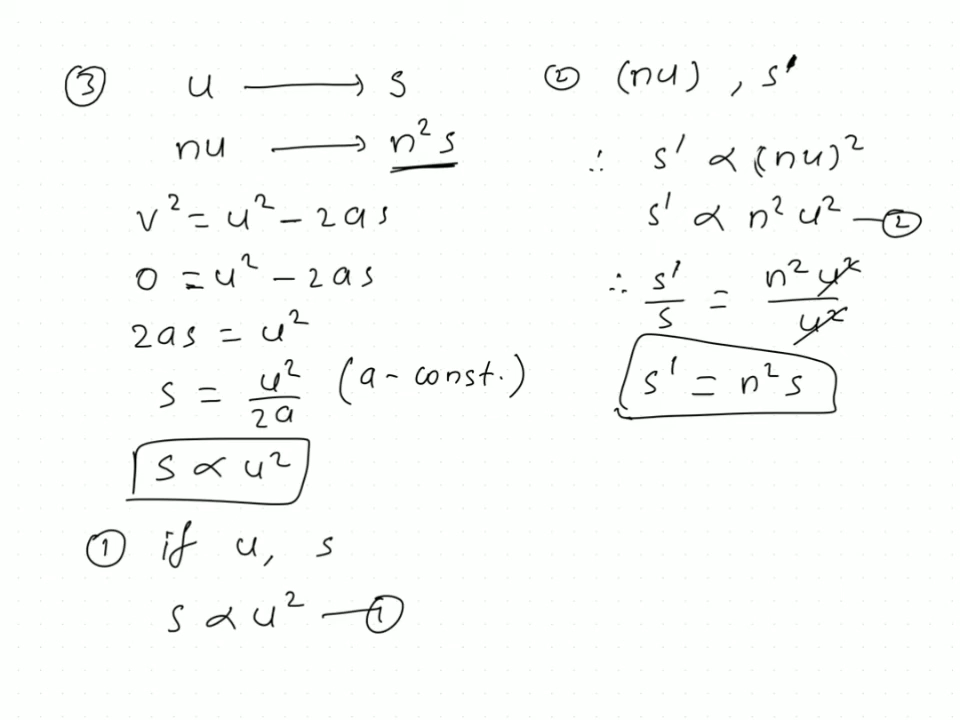 ③ u ⟶ s
nu ⟶ n²s
v² = u² − 2as
0 = u² − 2as
2as = u²
s = u²/2a (a - const.)
s ∝ u²
① if u, s
s ∝ u² —①
② (nu), s'
∴ s' ∝ (nu)²
s' ∝ n²u² —②
∴ s'/s = n²u²/u²
s' = n²s